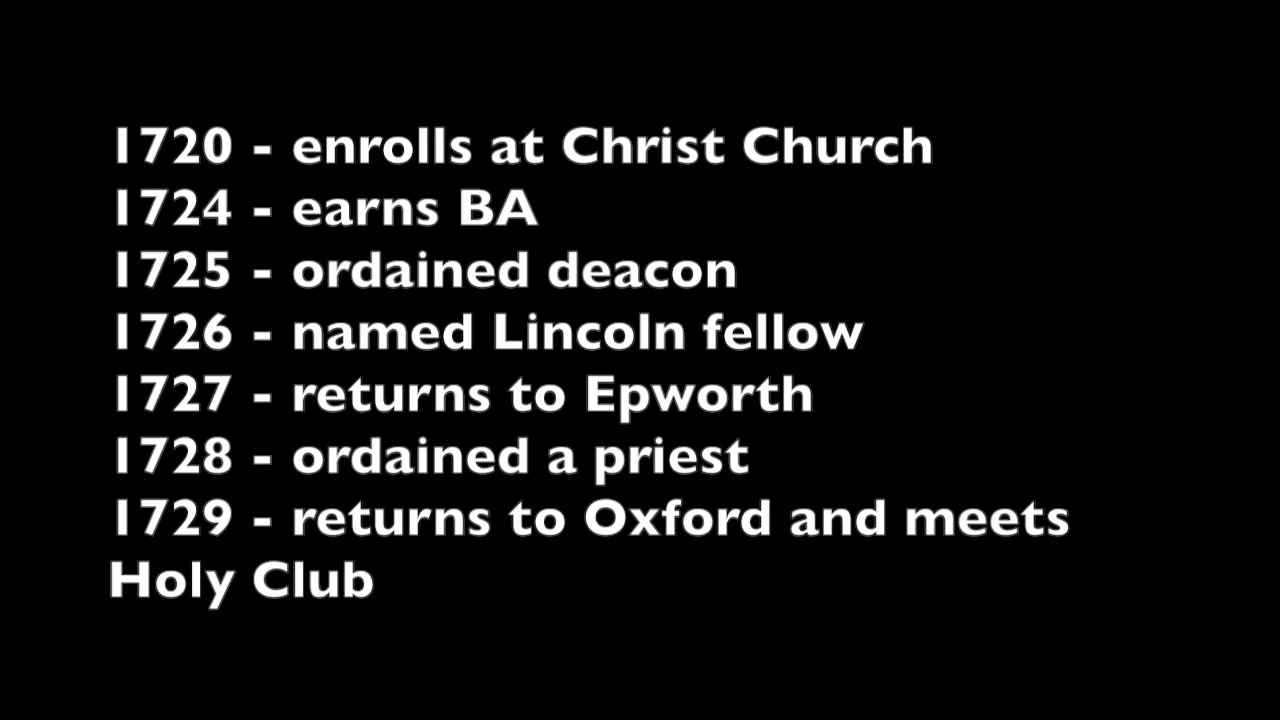 1720 - enrolls at Christ Church
1724 - earns BA
1725 - ordained deacon
1726 - named Lincoln fellow
1727 - returns to Epworth
1728 - ordained a priest
1729 - returns to Oxford and meets
Holy Club